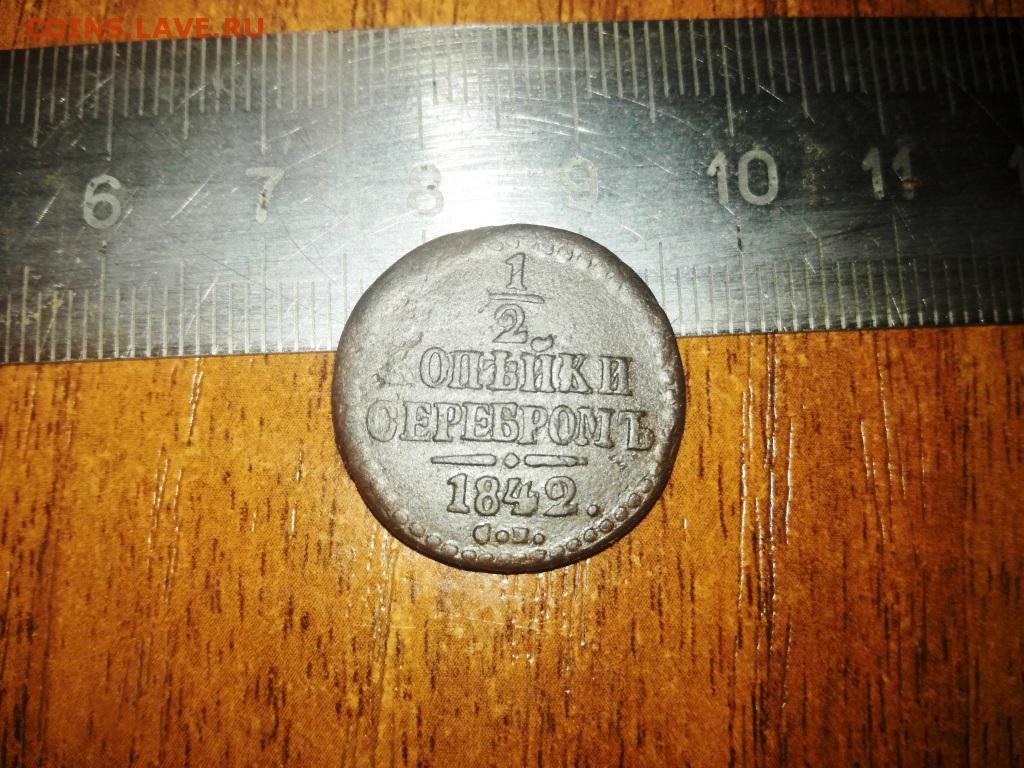 COINS.LAVE.RU
6 7 8 9 10 11
1
2
КОПѢЙКИ
СЕРЕБРОМЪ
1842.